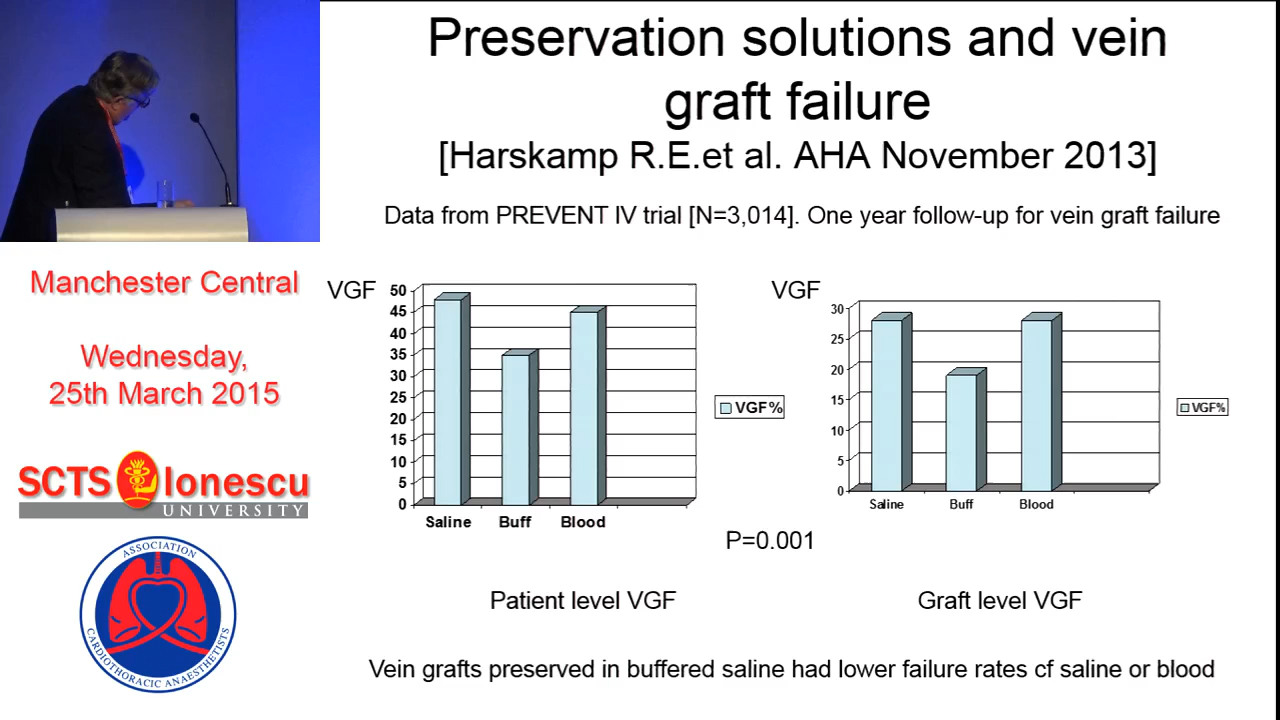 Preservation solutions and vein
graft failure
[Harskamp R.E.et al. AHA November 2013]
Data from PREVENT IV trial [N=3,014]. One year follow-up for vein graft failure
Manchester Central
Wednesday,
25th March 2015
SCTS Ionescu
UNIVERSITY
ASSOCIATION
CARDIOTHORACIC ANAESTHETISTS
VGF
50
45
40
35
30
25
20
15
10
5
0
Saline Buff Blood
VGF%
Patient level VGF
VGF
30
25
20
15
10
5
0
Saline Buff Blood
VGF%
P=0.001
Graft level VGF
Vein grafts preserved in buffered saline had lower failure rates cf saline or blood